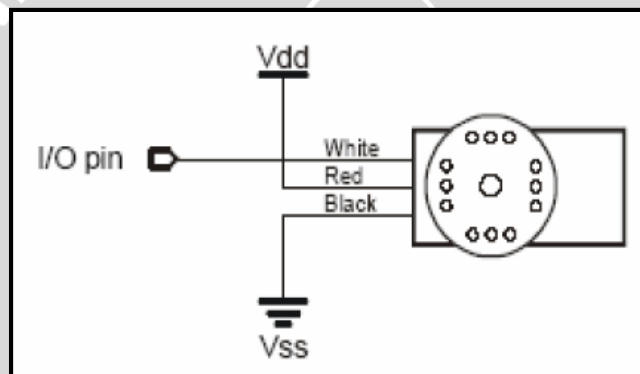 Vdd
I/O pin
White
Red
Black
Vss